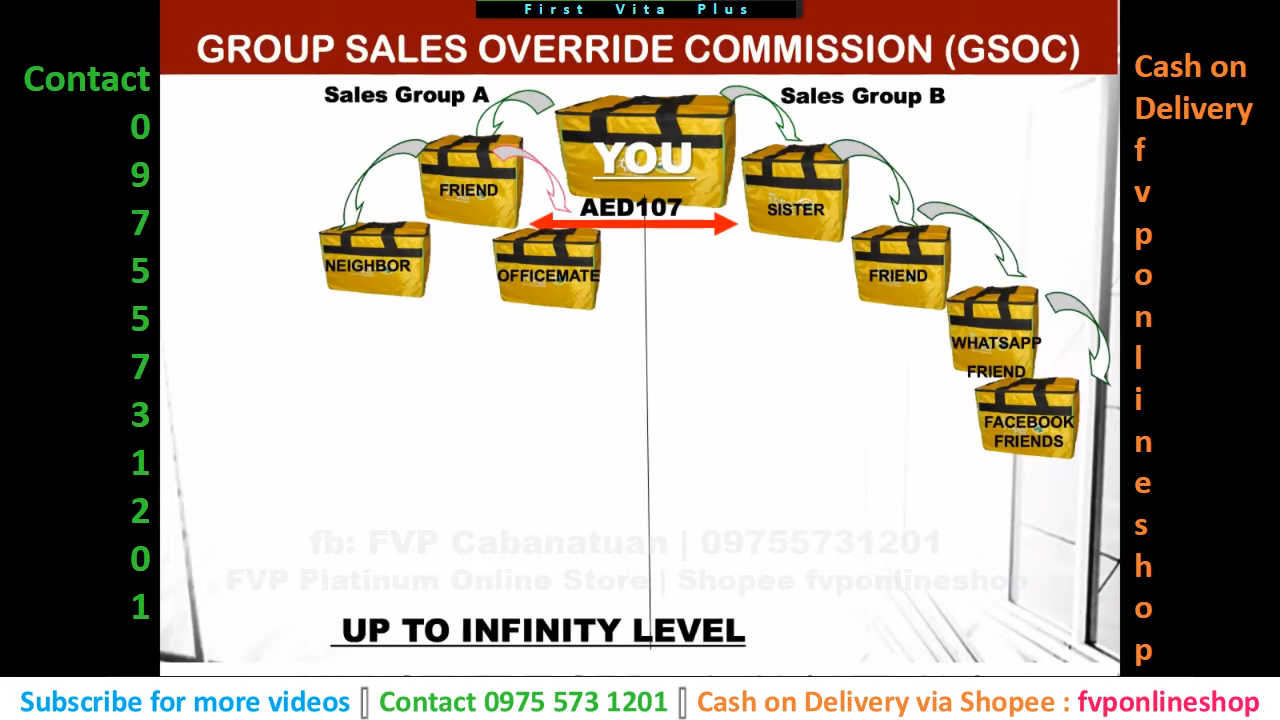 First Vita Plus
GROUP SALES OVERRIDE COMMISSION (GSOC)
Contact
0
9
7
5
5
7
3
1
2
0
1
Cash on
Delivery
f
v
p
o
n
l
i
n
e
s
h
o
p
Sales Group A
Sales Group B
YOU
FRIEND
SISTER
AED107
NEIGHBOR
OFFICEMATE
FRIEND
WHATSAPP
FRIEND
FACEBOOK
FRIENDS
fb: FVP Cabanatuan | 09755731201
FVP Platinum Online Store | Shopee fvponlineshop
UP TO INFINITY LEVEL
Subscribe for more videos ▯ Contact 0975 573 1201 ▯ Cash on Delivery via Shopee : fvponlineshop